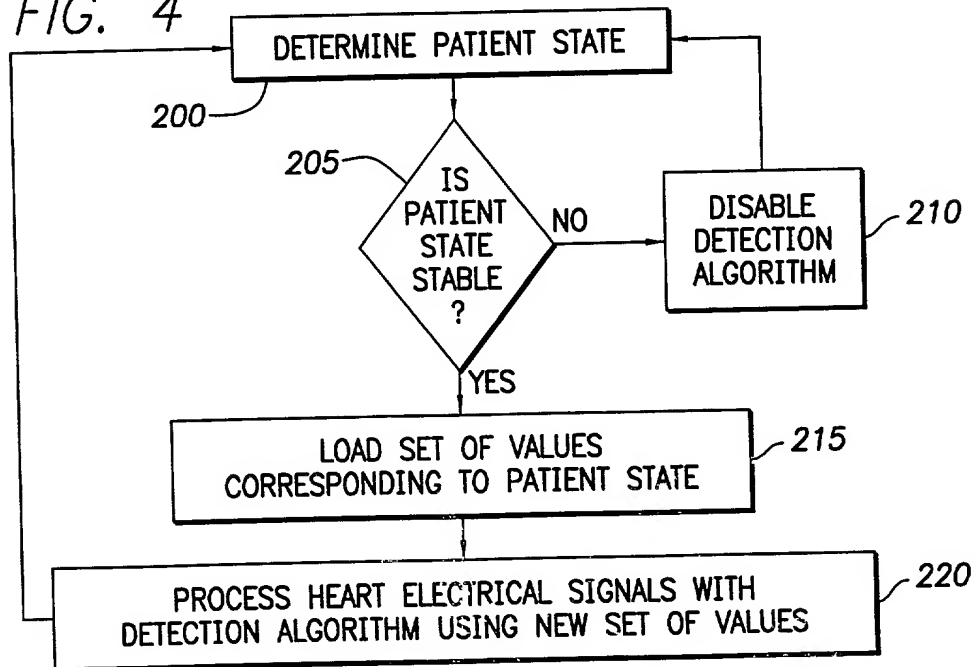 FIG. 4
DETERMINE PATIENT STATE
200
205
IS
PATIENT
STATE
STABLE
?
NO
DISABLE
DETECTION
ALGORITHM
210
YES
LOAD SET OF VALUES
CORRESPONDING TO PATIENT STATE
215
PROCESS HEART ELECTRICAL SIGNALS WITH
DETECTION ALGORITHM USING NEW SET OF VALUES
220